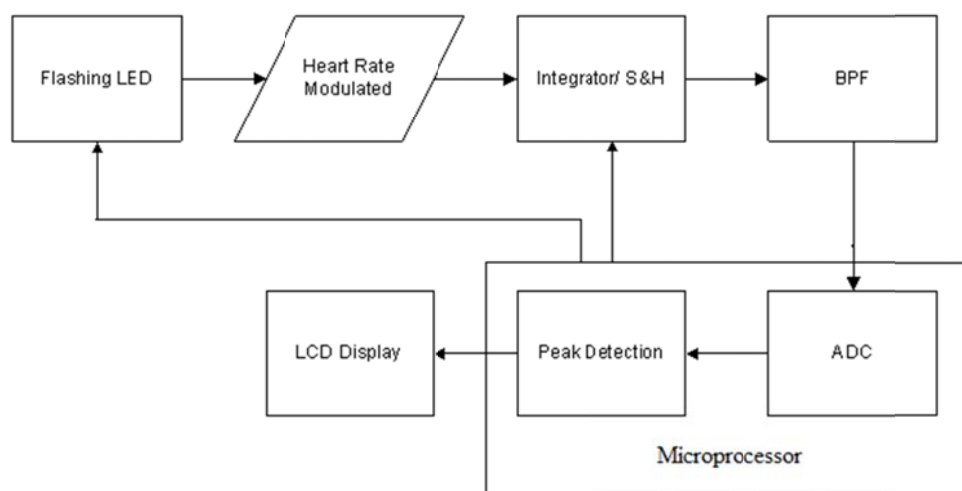 Flashing LED
Heart Rate
Modulated
Integrator/ S&H
BPF
LCD Display
Peak Detection
ADC
Microprocessor